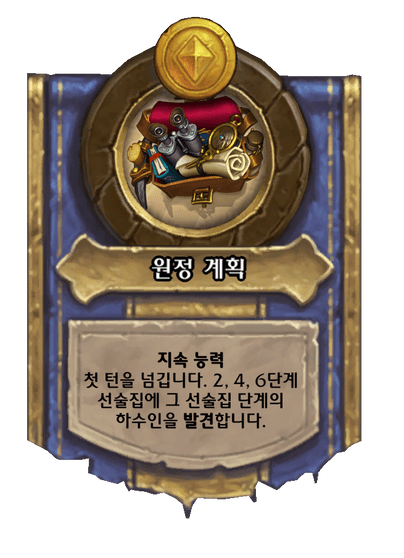 원정 계획
지속 능력
첫 턴을 넘깁니다. 2, 4, 6단계
선술집에 그 선술집 단계의
하수인을 발견합니다.